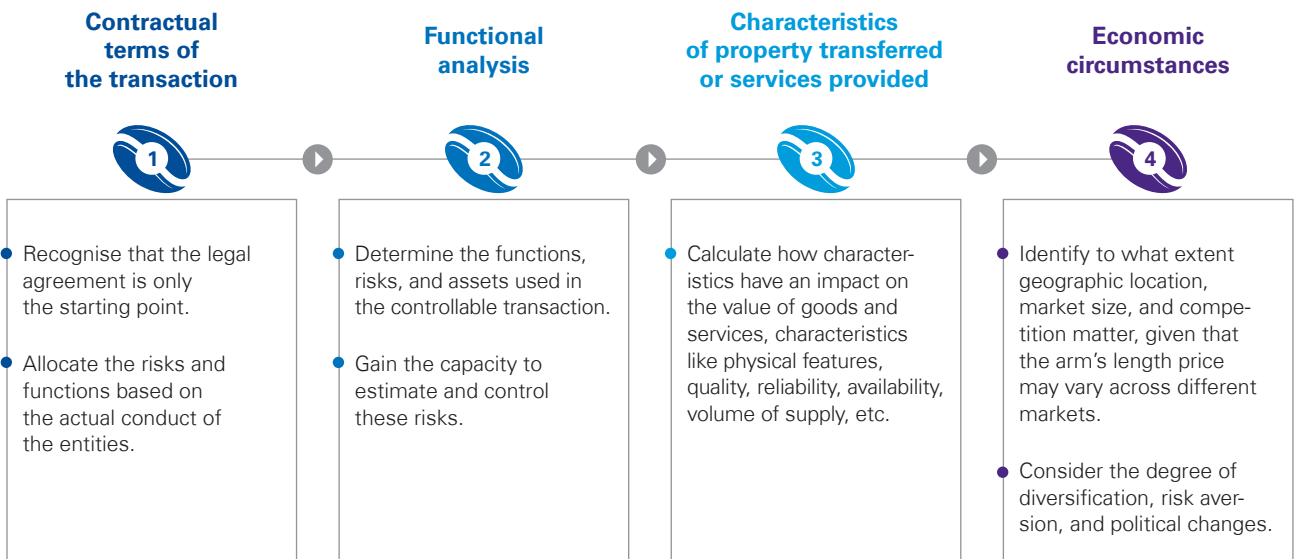 Contractual
terms of
the transaction
1
Recognise that the legal
agreement is only
the starting point.
Allocate the risks and
functions based on
the actual conduct of
the entities.
Functional
analysis
2
Determine the functions,
risks, and assets used in
the controllable transaction.
Gain the capacity to
estimate and control
these risks.
Characteristics
of property transferred
or services provided
3
Calculate how character-
istics have an impact on
the value of goods and
services, characteristics
like physical features,
quality, reliability, availability,
volume of supply, etc.
Economic
circumstances
4
Identify to what extent
geographic location,
market size, and compe-
tition matter, given that
the arm’s length price
may vary across different
markets.
Consider the degree of
diversification, risk aver-
sion, and political changes.